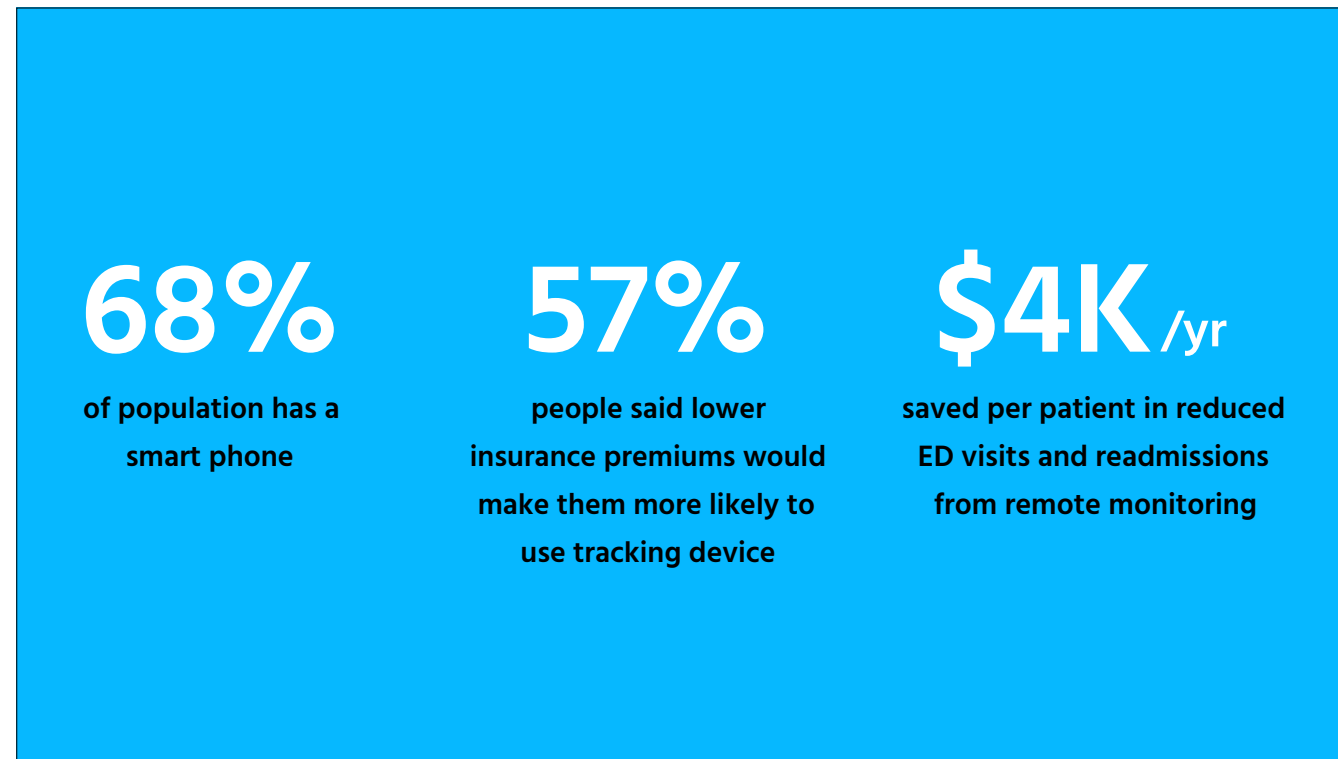 68%
of population has a
smart phone
57%
people said lower
insurance premiums would
make them more likely to
use tracking device
$4K /yr
saved per patient in reduced
ED visits and readmissions
from remote monitoring